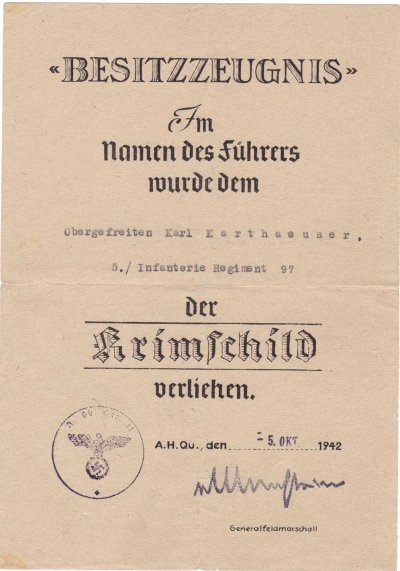 «BESITZZEUGNIS»
Im
Namen des Führers
wurde dem
Obergefreiten Karl Karthaeuser,
5./ Infanterie Regiment 97
der
Krimschild
verliehen.
A.H.Qu., den - 5. OKT. 1942
Generalfeldmarschall